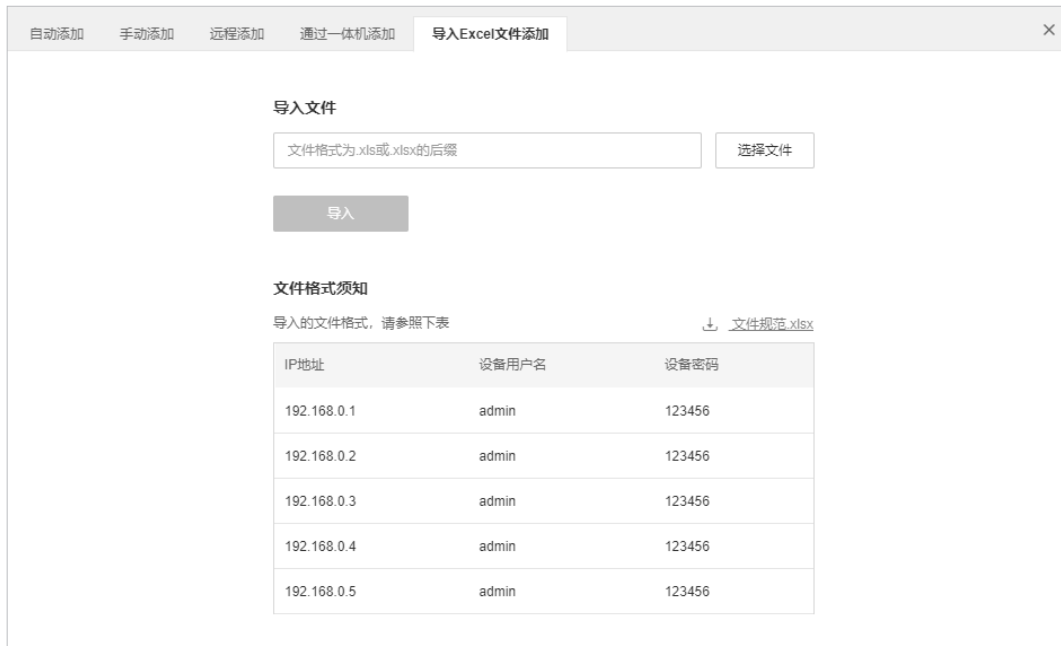 自动添加 手动添加 远程添加 通过一体机添加 导入Excel文件添加 ×
导入文件
文件格式为.xls或.xlsx的后缀 选择文件
导入
文件格式须知
导入的文件格式，请参照下表 文件规范.xlsx
IP地址 设备用户名 设备密码
192.168.0.1 admin 123456
192.168.0.2 admin 123456
192.168.0.3 admin 123456
192.168.0.4 admin 123456
192.168.0.5 admin 123456